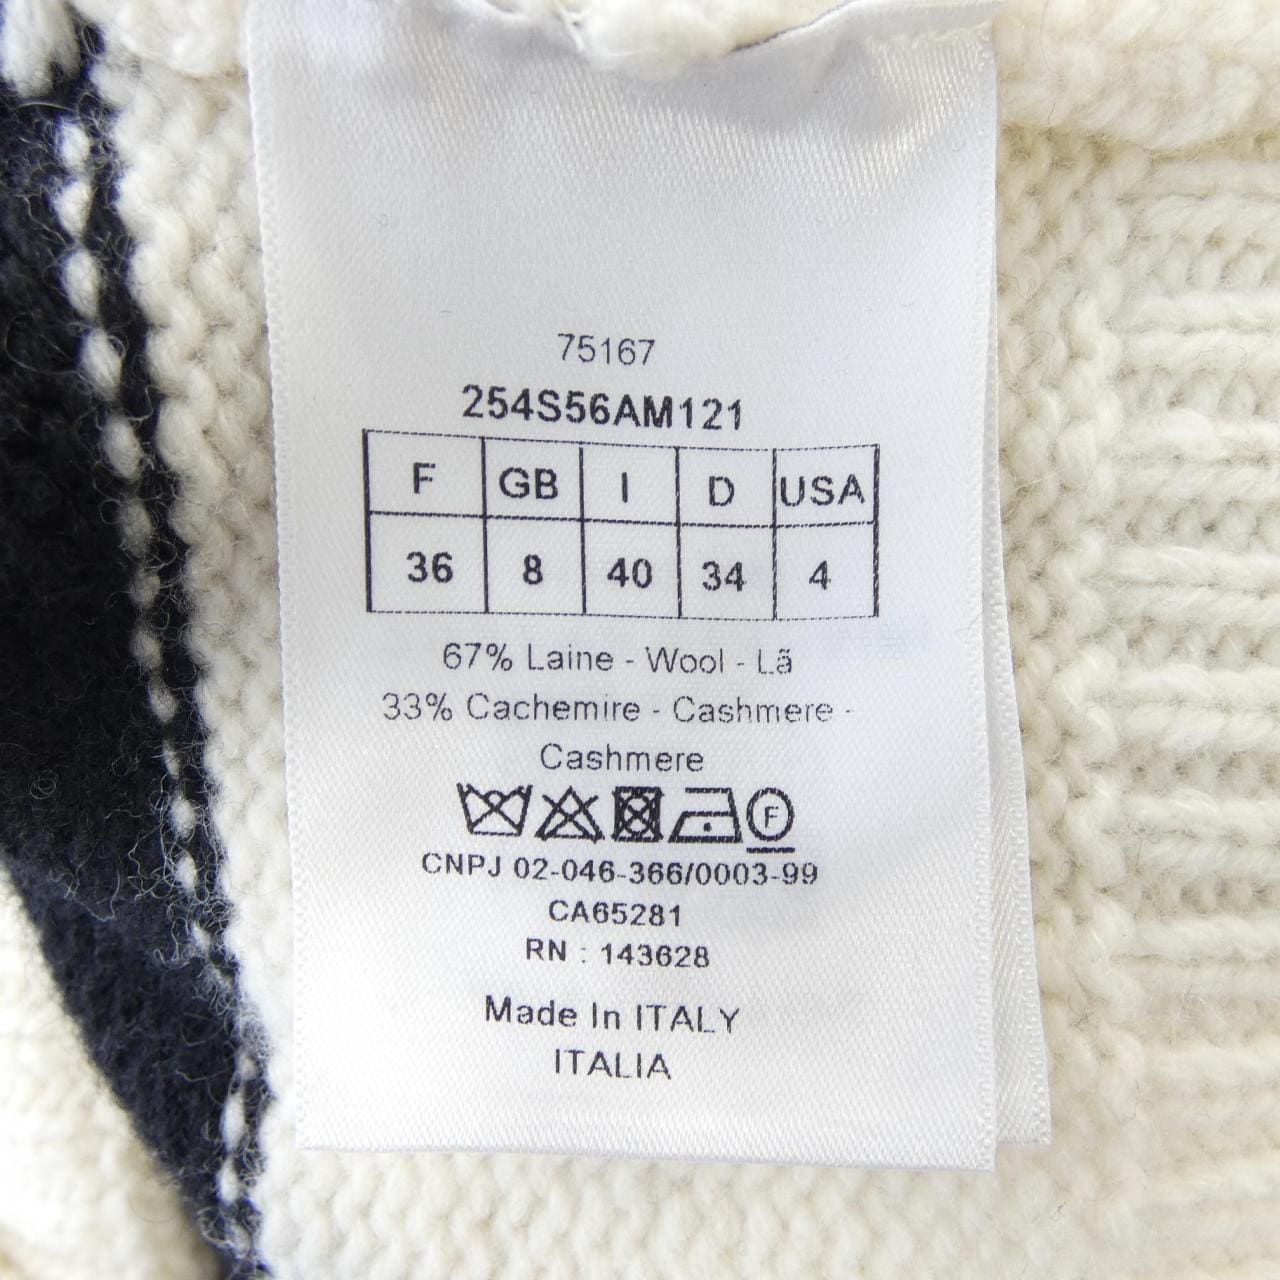 75167
254S56AM121
F GB I D USA
36 8 40 34 4
67% Laine - Wool - Lã
33% Cachemire - Cashmere -
Cashmere
F
CNPJ 02-046-366/0003-99
CA65281
RN : 143628
Made In ITALY
ITALIA